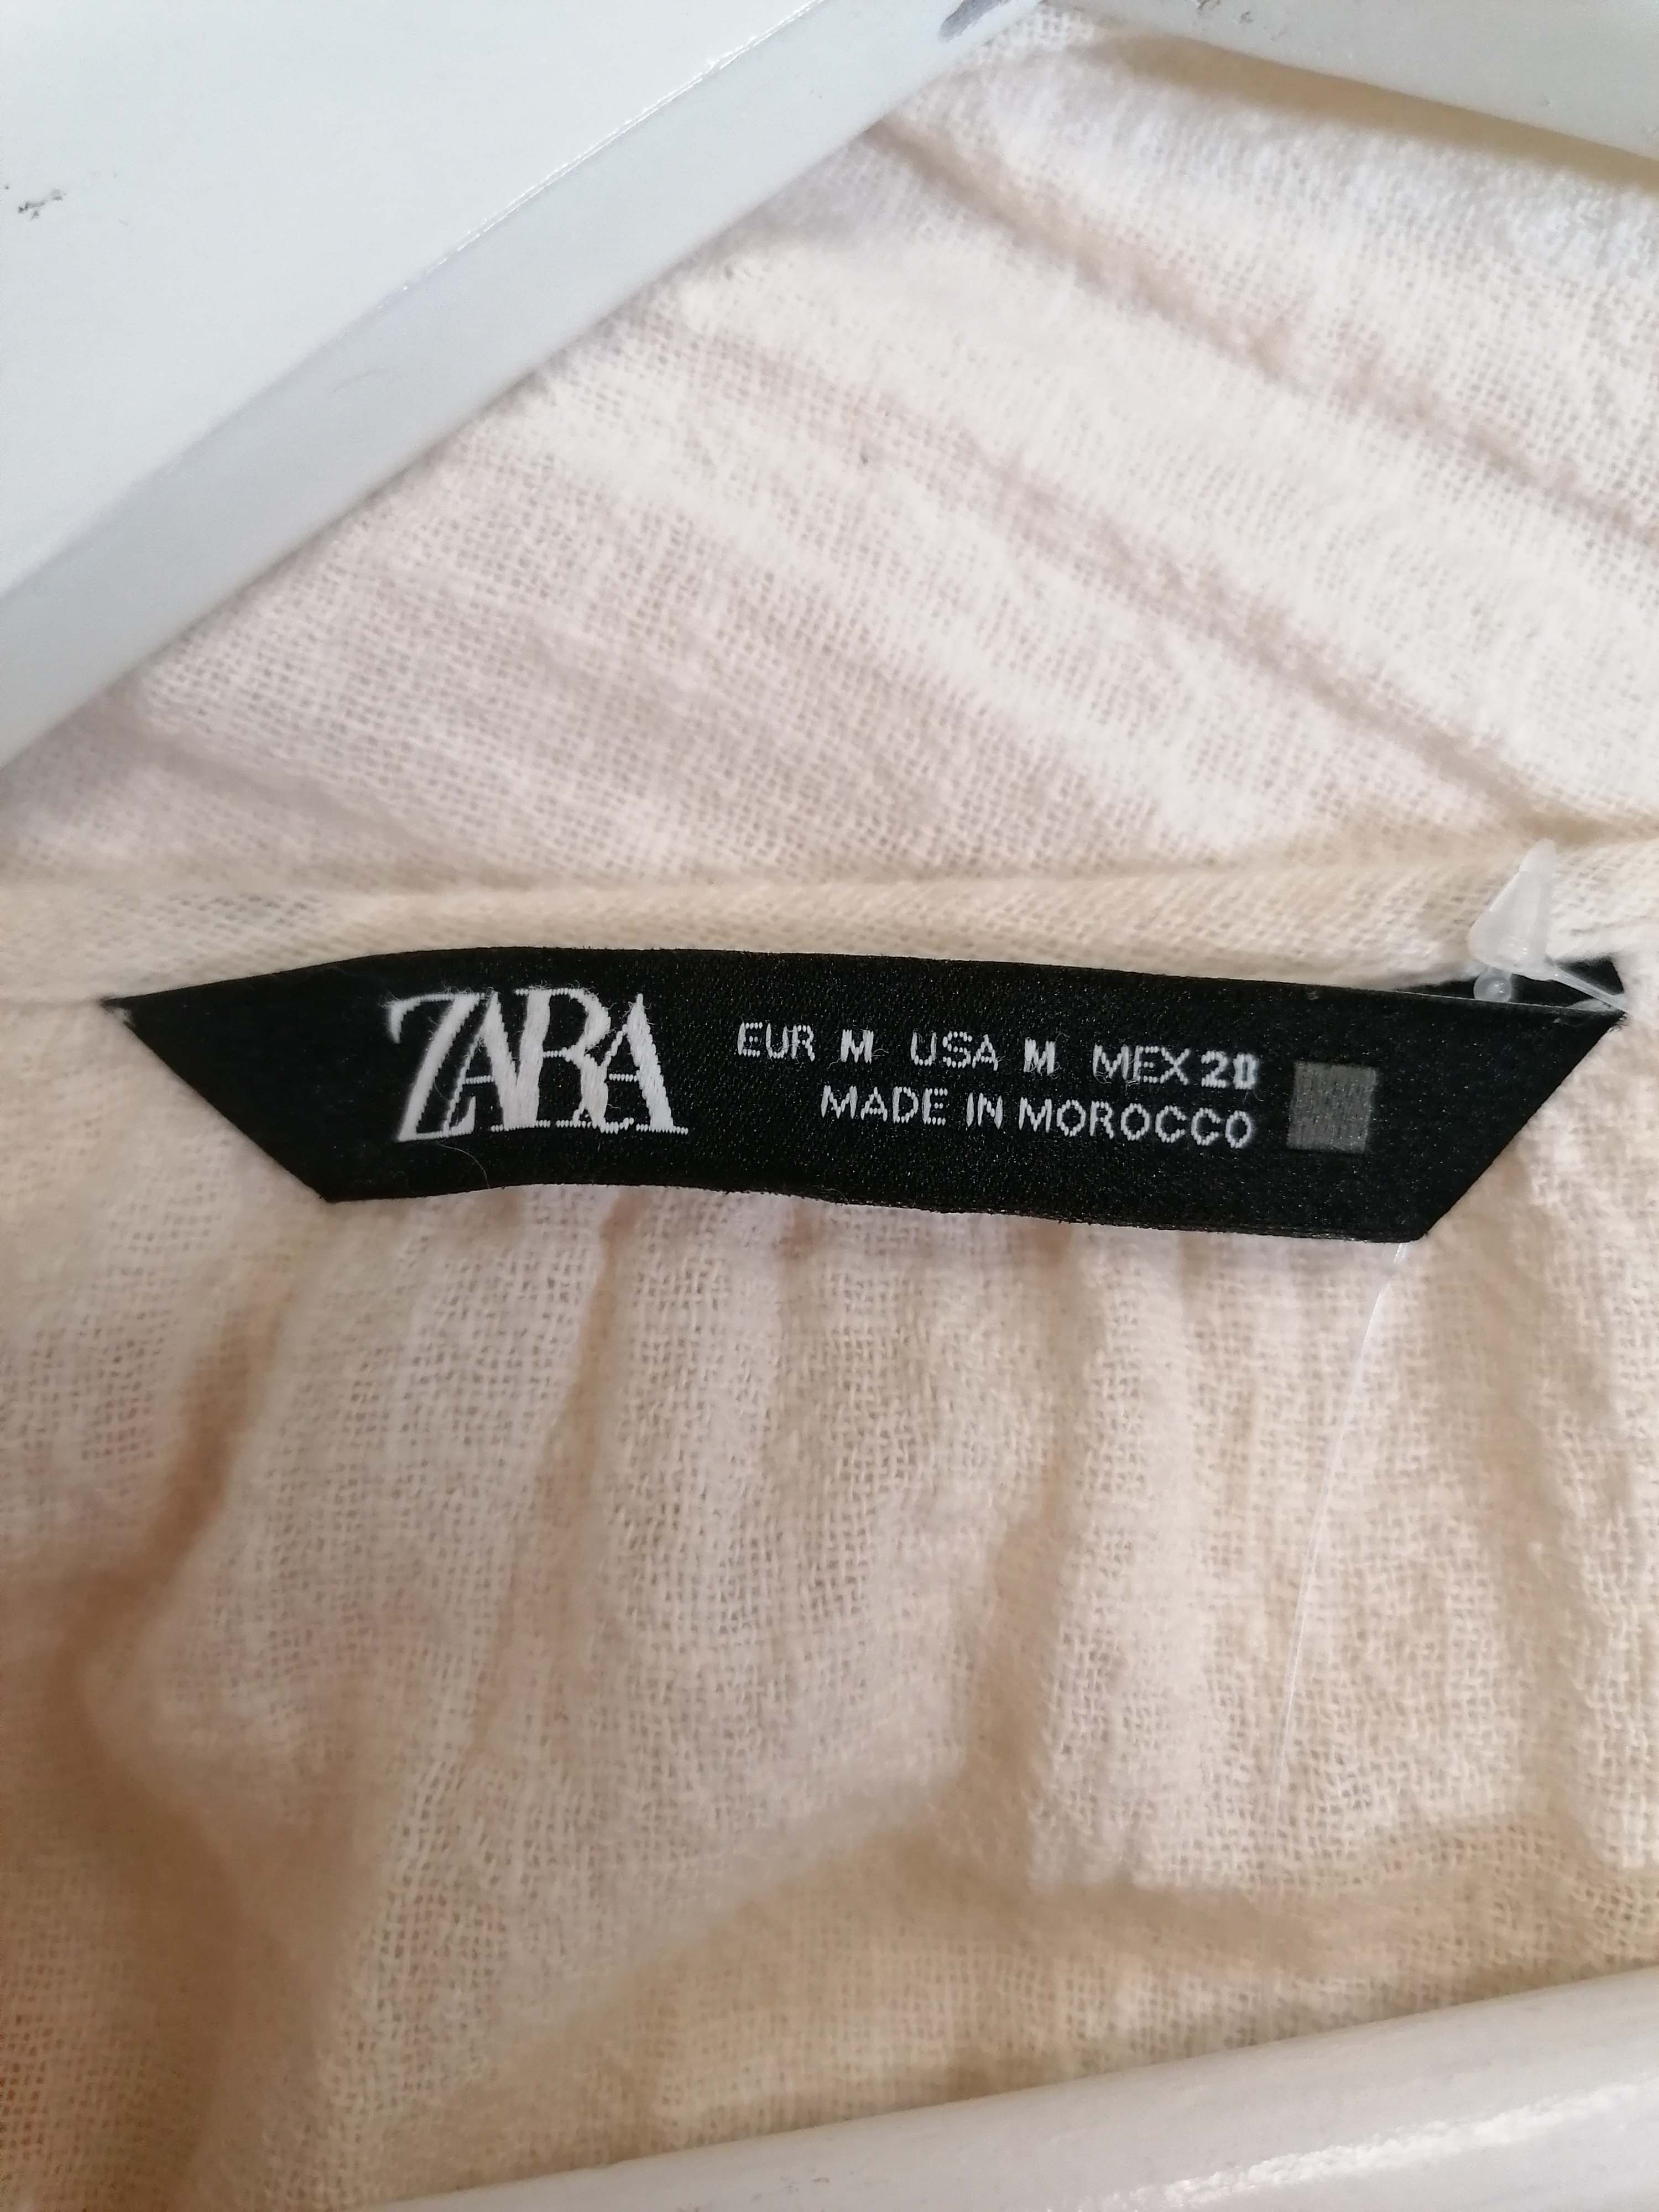 ZARA
EUR M USA M MEX 28
MADE IN MOROCCO